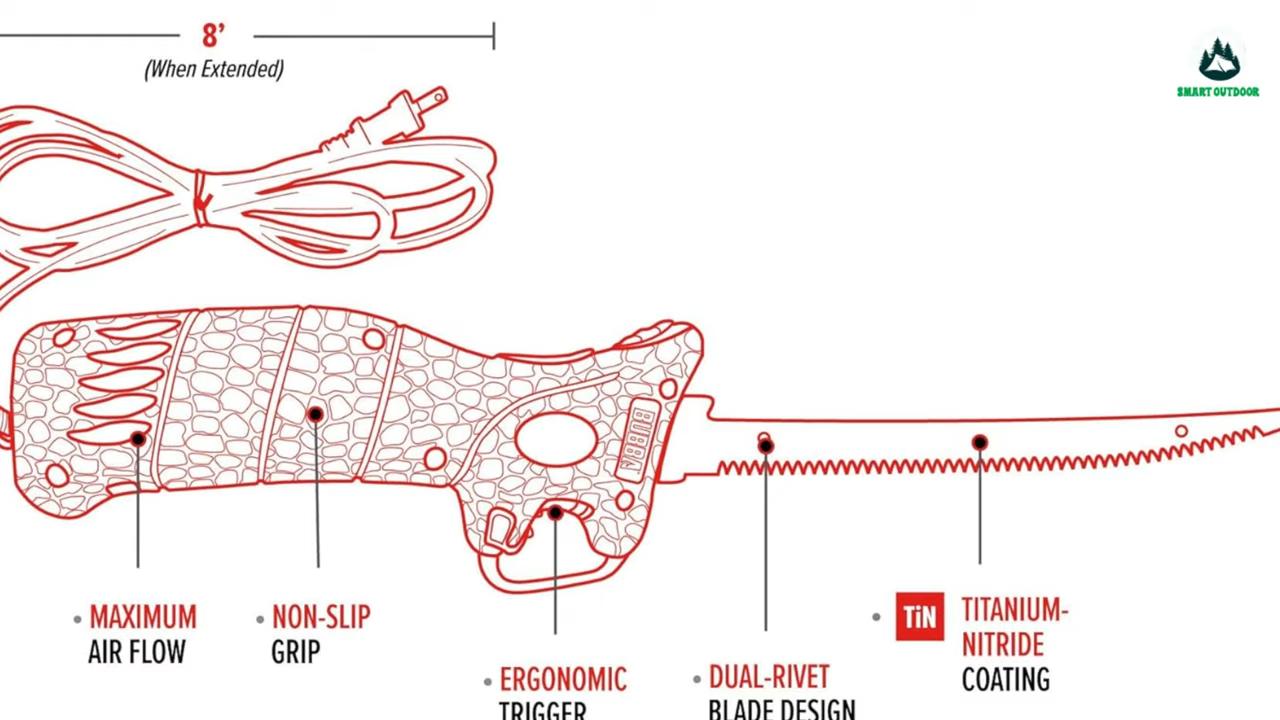 8’
(When Extended)
SMART OUTDOOR
BUBBA
MAXIMUM
AIR FLOW
NON-SLIP
GRIP
ERGONOMIC
TRIGGER
DUAL-RIVET
BLADE DESIGN
TiN
TITANIUM-
NITRIDE
COATING